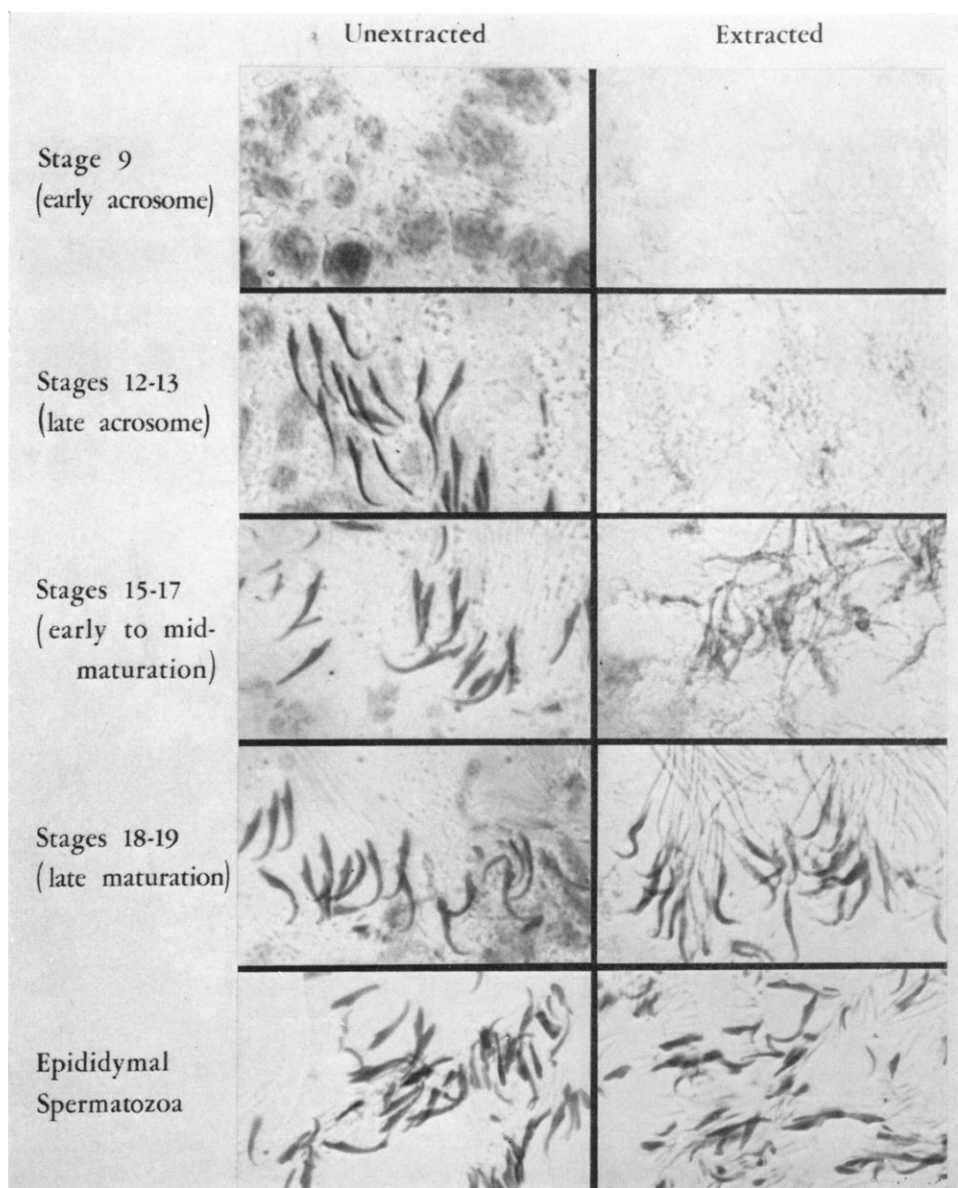 Unextracted
Extracted
Stage 9
(early acrosome)
Stages 12-13
(late acrosome)
Stages 15-17
(early to mid-
maturation)
Stages 18-19
(late maturation)
Epididymal
Spermatozoa